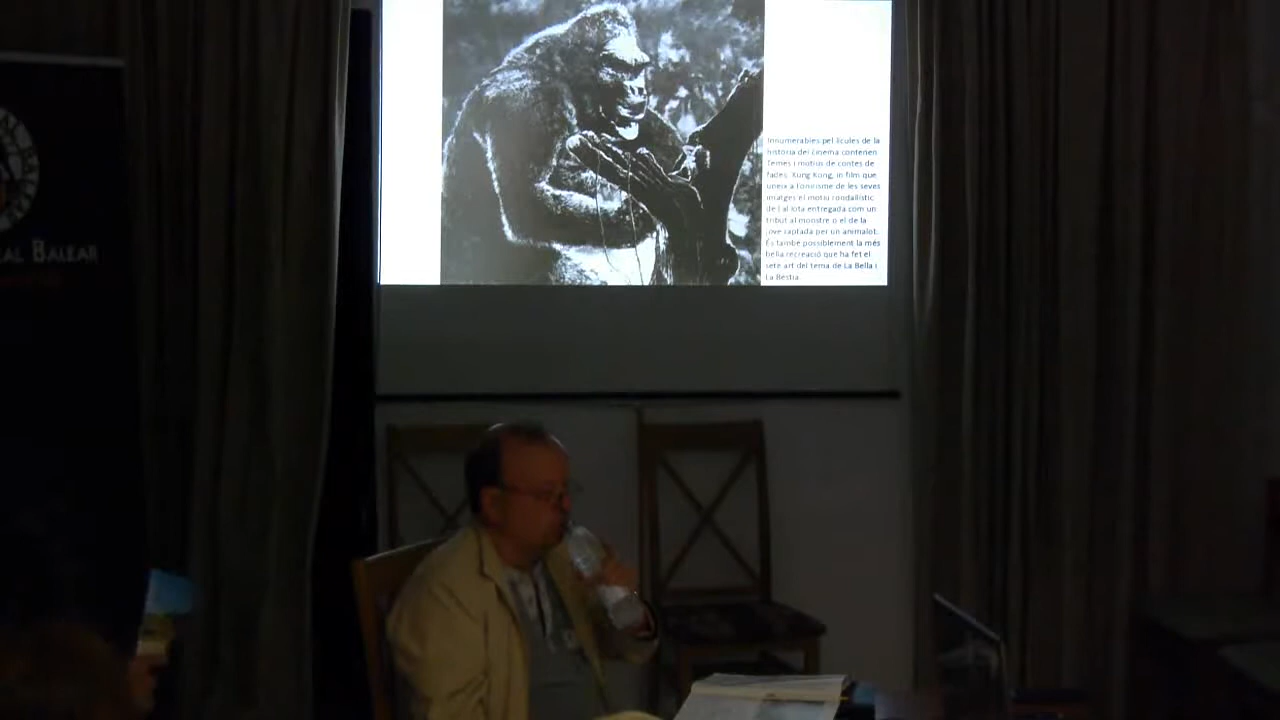 AL BALEAR
Innumerables pel·lícules de la
història del cinema contenen
temes i motius de contes de
fades. Kung Kong, in film que
uneix a l'onirisme de les seves
imatges el motiu rondallístic
de l al·lota entregada com un
tribut al monstre o el de la
jove raptada per un animalot.
És també possiblement la més
bella recreació que ha fet el
sete art del tema de La Bella i
La Bestia